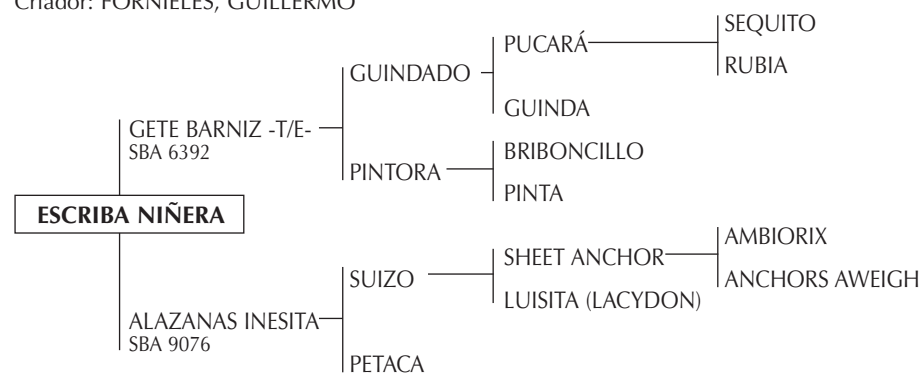 Criador: FORNIELES, GUILLERMO
SEQUITO
PUCARÁ
RUBIA
GUINDADO
GUINDA
GETE BARNIZ -T/E-
SBA 6392
BRIBONCILLO
PINTORA
PINTA
ESCRIBA NIÑERA
AMBIORIX
SHEET ANCHOR
ANCHORS AWEIGH
SUIZO
LUISITA (LACYDON)
ALAZANAS INESITA
SBA 9076
PETACA